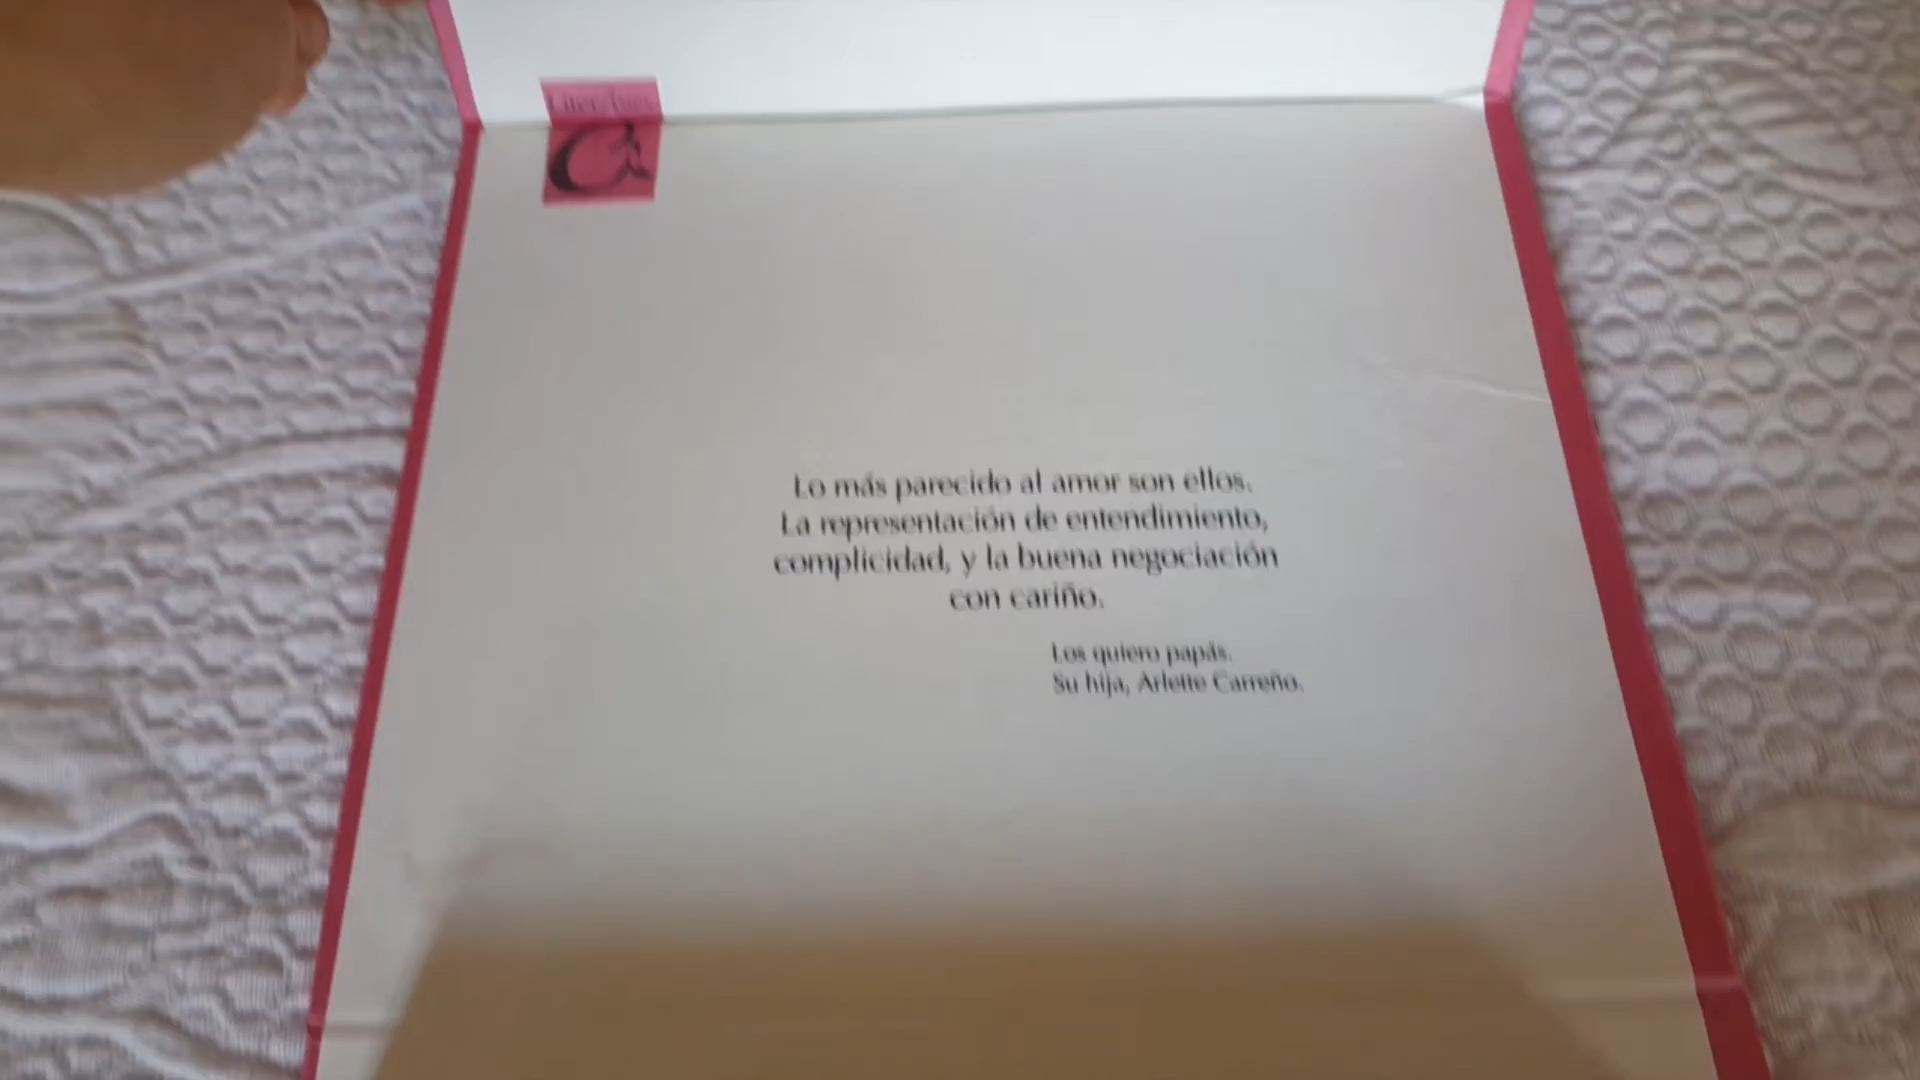 Lo más parecido al amor son ellos.
La representación de entendimiento,
complicidad, y la buena negociación
con cariño.
Los quiero papás.
Su hija, Arlette Carreño.